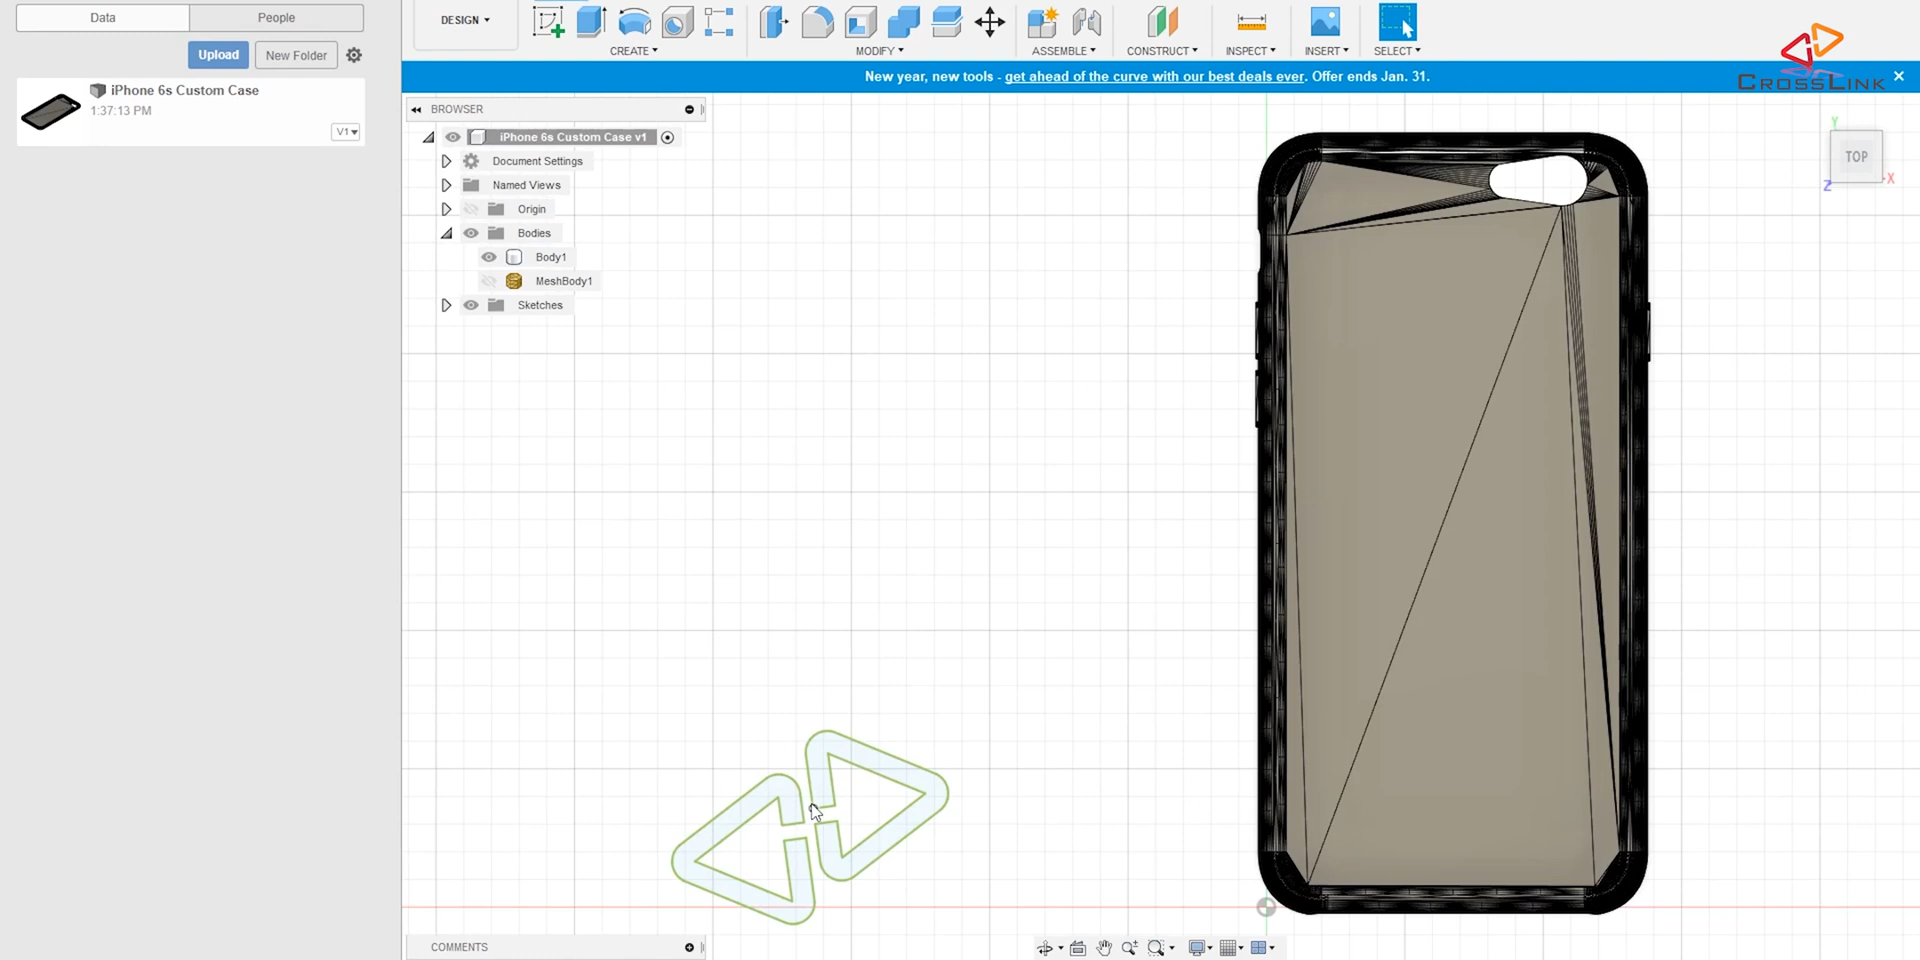 Data
People
DESIGN
CREATE
MODIFY
ASSEMBLE
CONSTRUCT
INSPECT
INSERT
SELECT
CROSSLINK
Upload
New Folder
New year, new tools - get ahead of the curve with our best deals ever. Offer ends Jan. 31.
iPhone 6s Custom Case
1:37:13 PM
V1
BROWSER
iPhone 6s Custom Case v1
Document Settings
Named Views
Origin
Bodies
Body1
MeshBody1
Sketches
Y
TOP
Z
X
COMMENTS